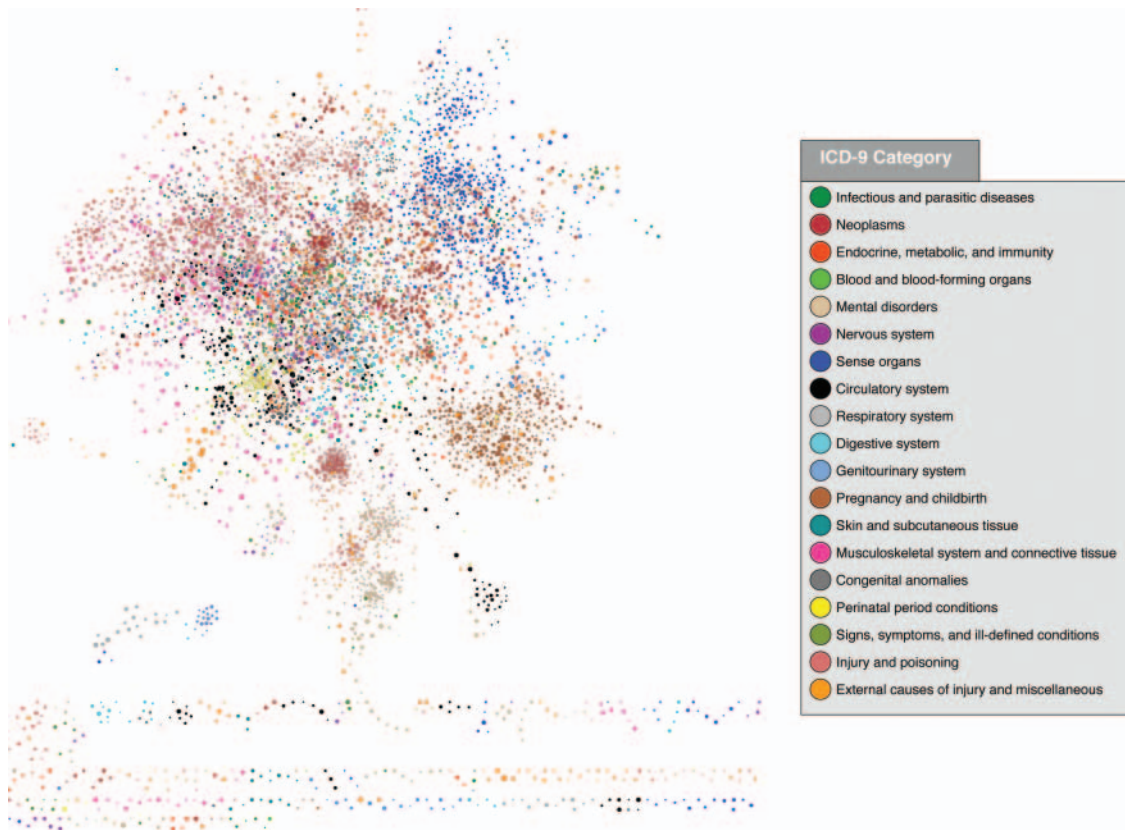 ICD-9 Category
Infectious and parasitic diseases
Neoplasms
Endocrine, metabolic, and immunity
Blood and blood-forming organs
Mental disorders
Nervous system
Sense organs
Circulatory system
Respiratory system
Digestive system
Genitourinary system
Pregnancy and childbirth
Skin and subcutaneous tissue
Musculoskeletal system and connective tissue
Congenital anomalies
Perinatal period conditions
Signs, symptoms, and ill-defined conditions
Injury and poisoning
External causes of injury and miscellaneous